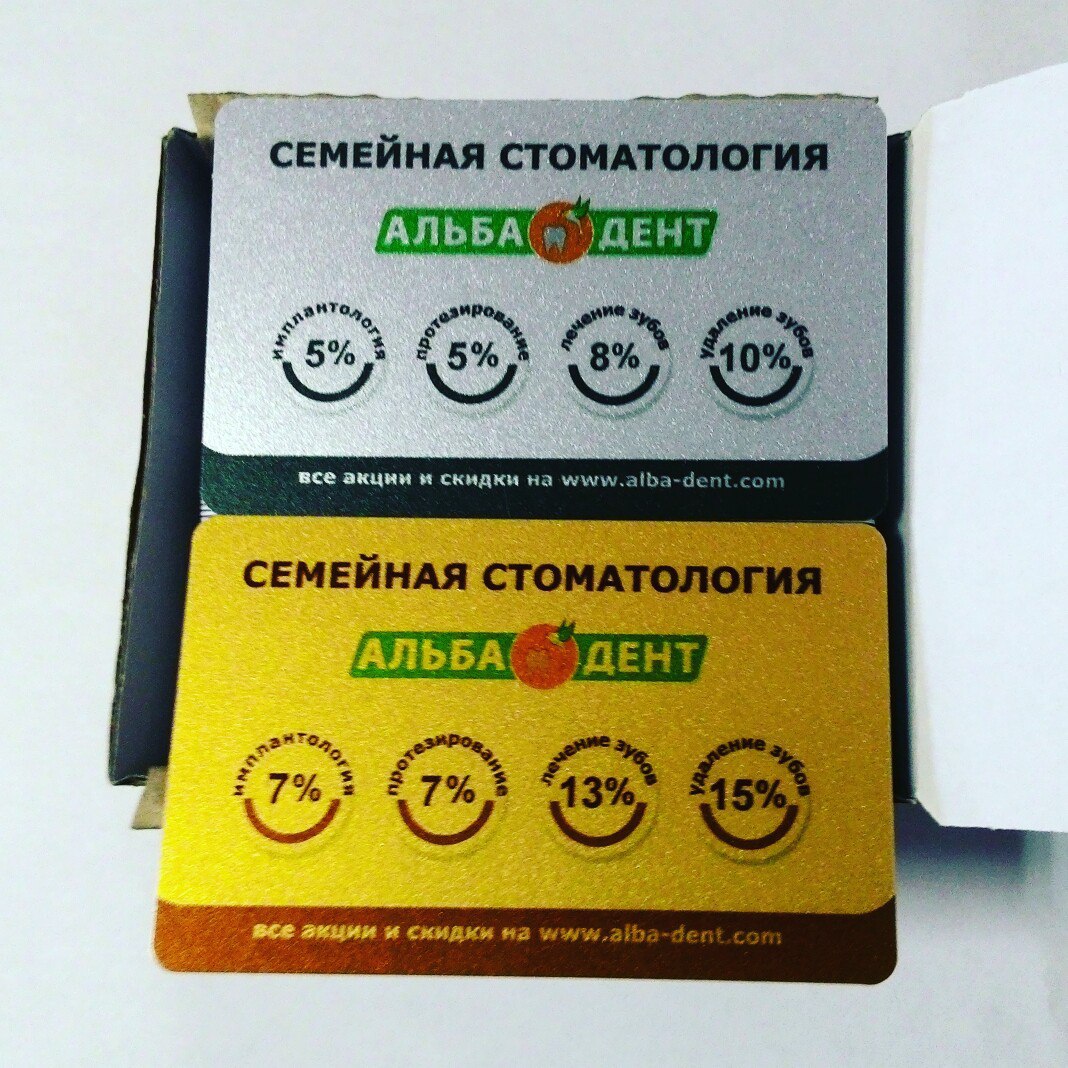 СЕМЕЙНАЯ СТОМАТОЛОГИЯ
АЛЬБА ДЕНТ
имплантология протезирование лечение зубов удаление зубов
5% 5% 8% 10%
все акции и скидки на www.alba-dent.com
СЕМЕЙНАЯ СТОМАТОЛОГИЯ
АЛЬБА ДЕНТ
имплантология протезирование лечение зубов удаление зубов
7% 7% 13% 15%
все акции и скидки на www.alba-dent.com